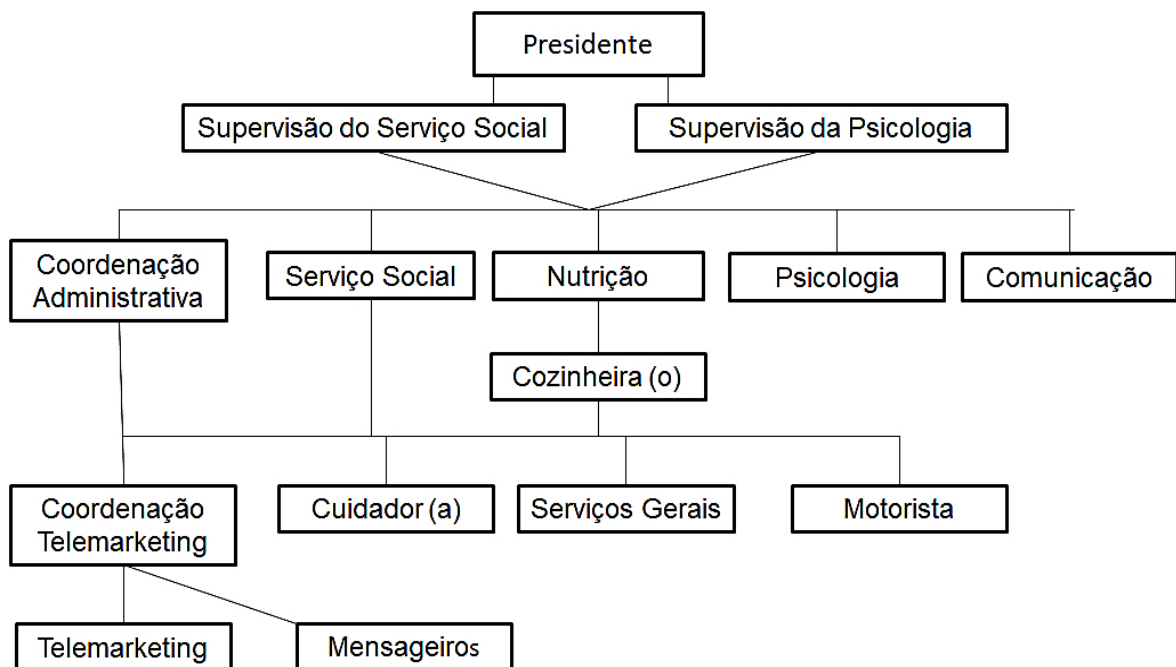 Presidente
Supervisão do Serviço Social
Supervisão da Psicologia
Coordenação
Administrativa
Serviço Social
Nutrição
Psicologia
Comunicação
Cozinheira (o)
Coordenação
Telemarketing
Cuidador (a)
Serviços Gerais
Motorista
Telemarketing
Mensageiros